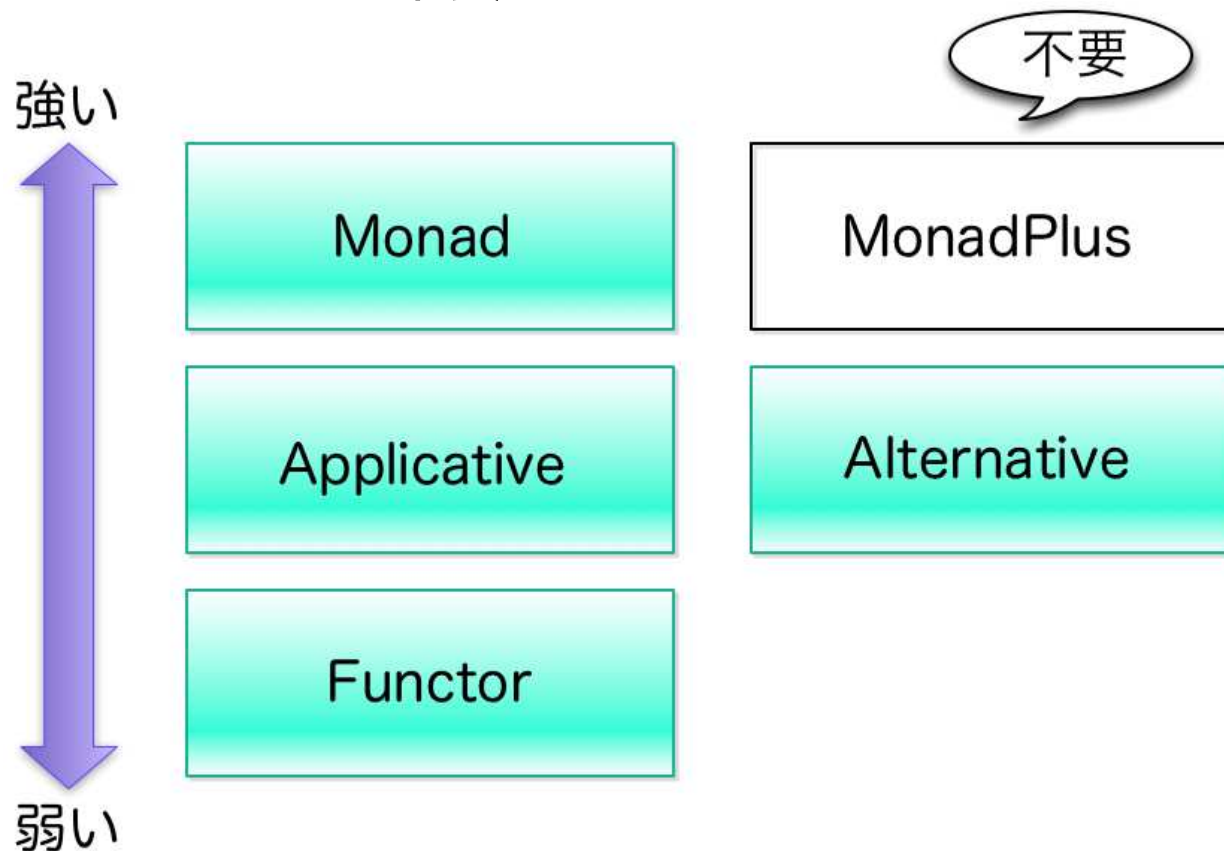 不要
強い
Monad
MonadPlus
Applicative
Alternative
Functor
弱い